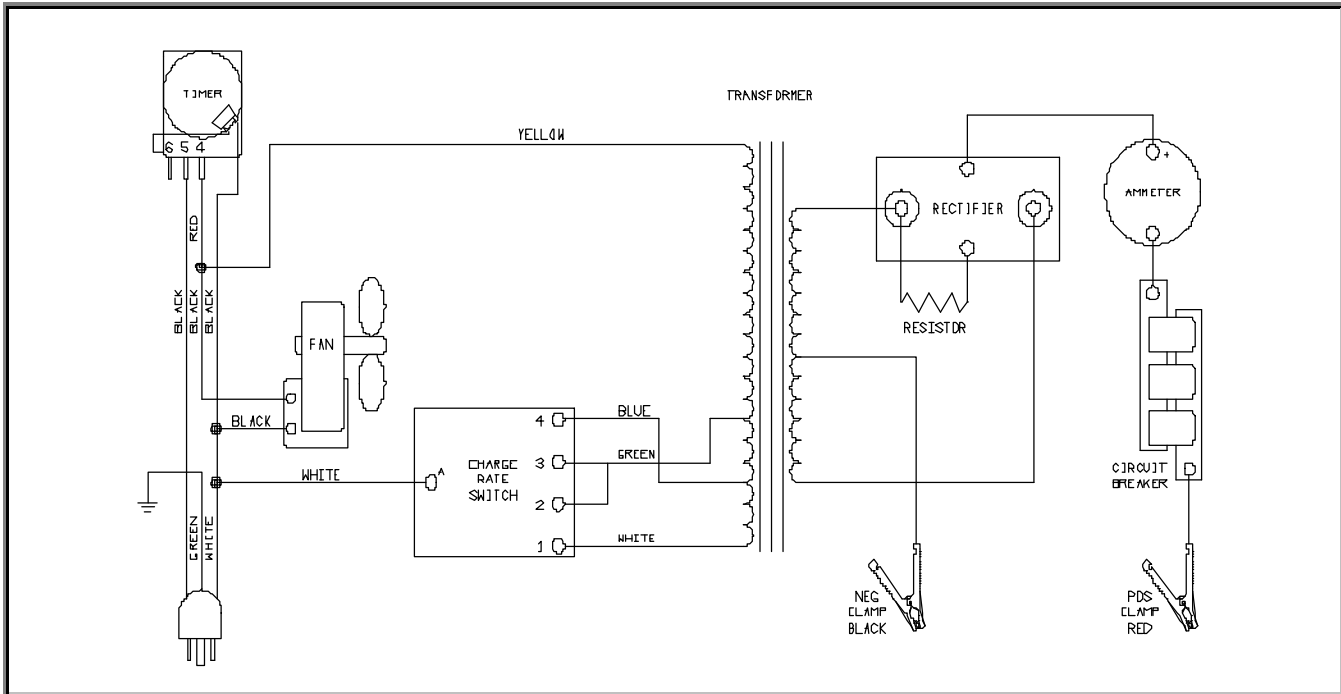 TIMER
6 5 4
TRANSFORMER
YELLOW
RED
BLACK
BLACK
BLACK
FAN
BLACK
WHITE
GREEN
WHITE
A
CHARGE
RATE
SWITCH
4
3
2
1
BLUE
GREEN
WHITE
RECTIFIER
RESISTOR
+
AMMETER
CIRCUIT
BREAKER
NEG
CLAMP
BLACK
POS
CLAMP
RED